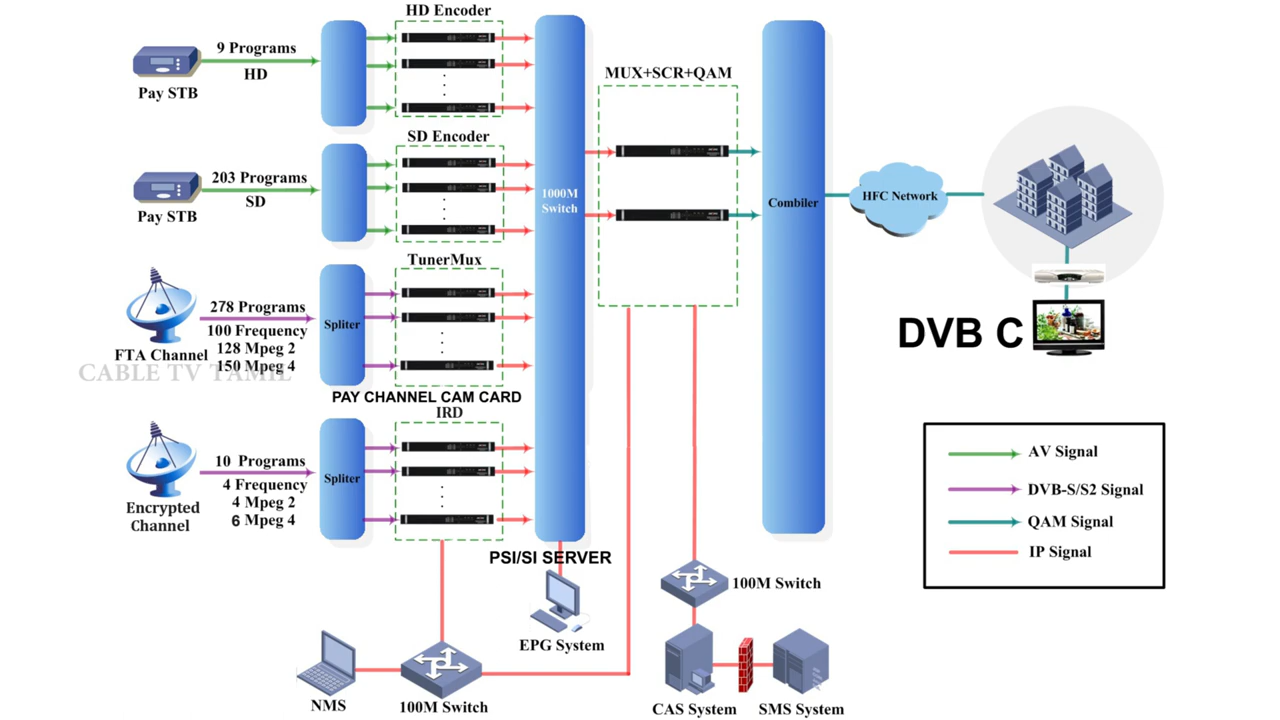 HD Encoder
9 Programs
HD
Pay STB
MUX+SCR+QAM
SD Encoder
203 Programs
SD
Pay STB
1000M
Switch
Combiler
HFC Network
TunerMux
278 Programs
100 Frequency
128 Mpeg 2
150 Mpeg 4
FTA Channel
Spliter
CABLE TV TAMIL
DVB C
PAY CHANNEL CAM CARD
IRD
10 Programs
4 Frequency
4 Mpeg 2
6 Mpeg 4
Encrypted
Channel
Spliter
AV Signal
DVB-S/S2 Signal
QAM Signal
IP Signal
PSI/SI SERVER
EPG System
100M Switch
NMS
100M Switch
CAS System
SMS System